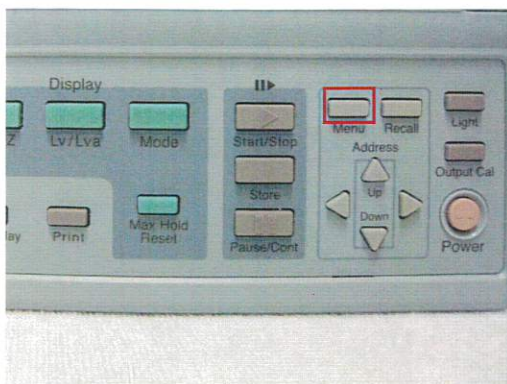 Display
Lv/Lva
Mode
Start/Stop
Menu
Recall
Light
Address
Store
Up
Output Cal
Print
Max Hold
Reset
Down
Pause/Cont
Power